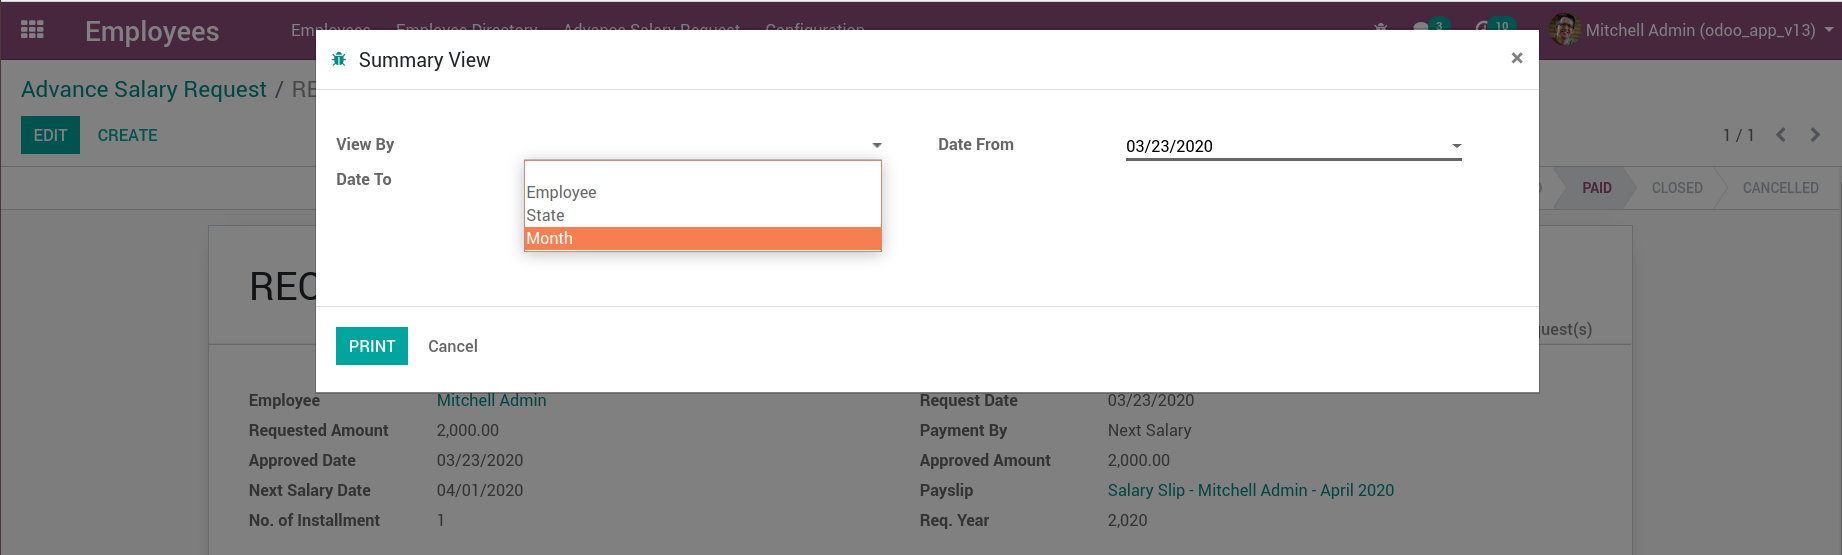 Employees Employees Employee Directory Advance Salary Request Configuration 3 10 Mitchell Admin (odoo_app_v13)
Summary View ×
Advance Salary Request / RE
EDIT CREATE 1 / 1
View By
Date From 03/23/2020
Date To
Employee
State
Month
PAID CLOSED CANCELLED
REC
quest(s)
PRINT Cancel
Employee Mitchell Admin Request Date 03/23/2020
Requested Amount 2,000.00 Payment By Next Salary
Approved Date 03/23/2020 Approved Amount 2,000.00
Next Salary Date 04/01/2020 Payslip Salary Slip - Mitchell Admin - April 2020
No. of Installment 1 Req. Year 2,020